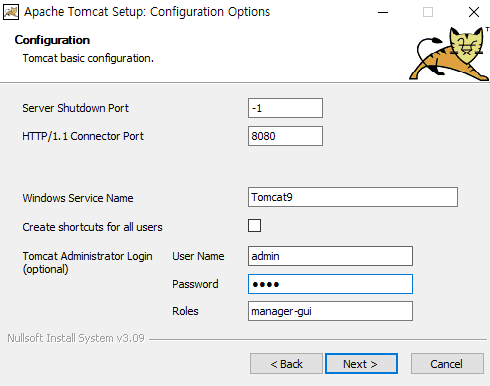 Apache Tomcat Setup: Configuration Options
Configuration
Tomcat basic configuration.
TM
Server Shutdown Port -1
HTTP/1.1 Connector Port 8080
Windows Service Name Tomcat9
Create shortcuts for all users
Tomcat Administrator Login User Name admin
(optional)
Password ●●●●
Roles manager-gui
Nullsoft Install System v3.09
< Back Next > Cancel